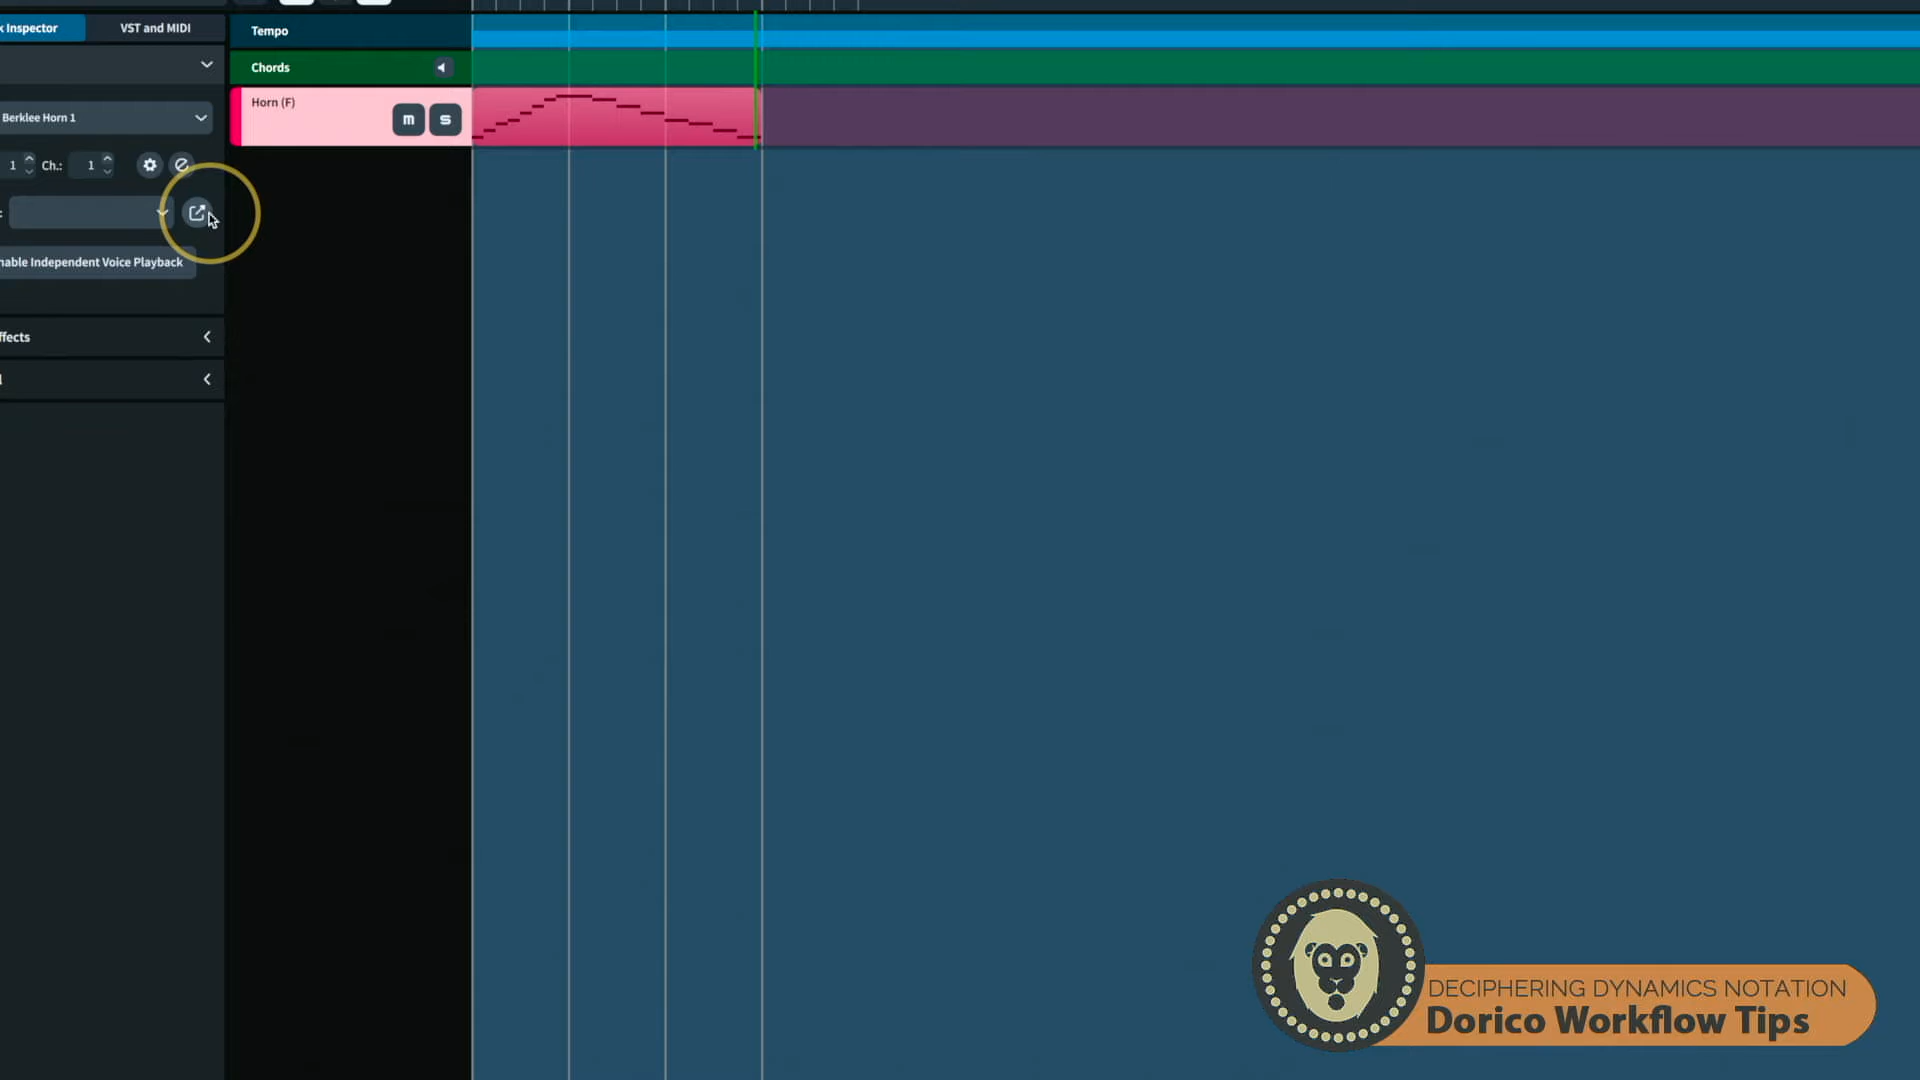 k Inspector
VST and MIDI
Tempo
Chords
Horn (F)
m
s
Berklee Horn 1
1
Ch.:
1
:
nable Independent Voice Playback
ffects
DECIPHERING DYNAMICS NOTATION
Dorico Workflow Tips